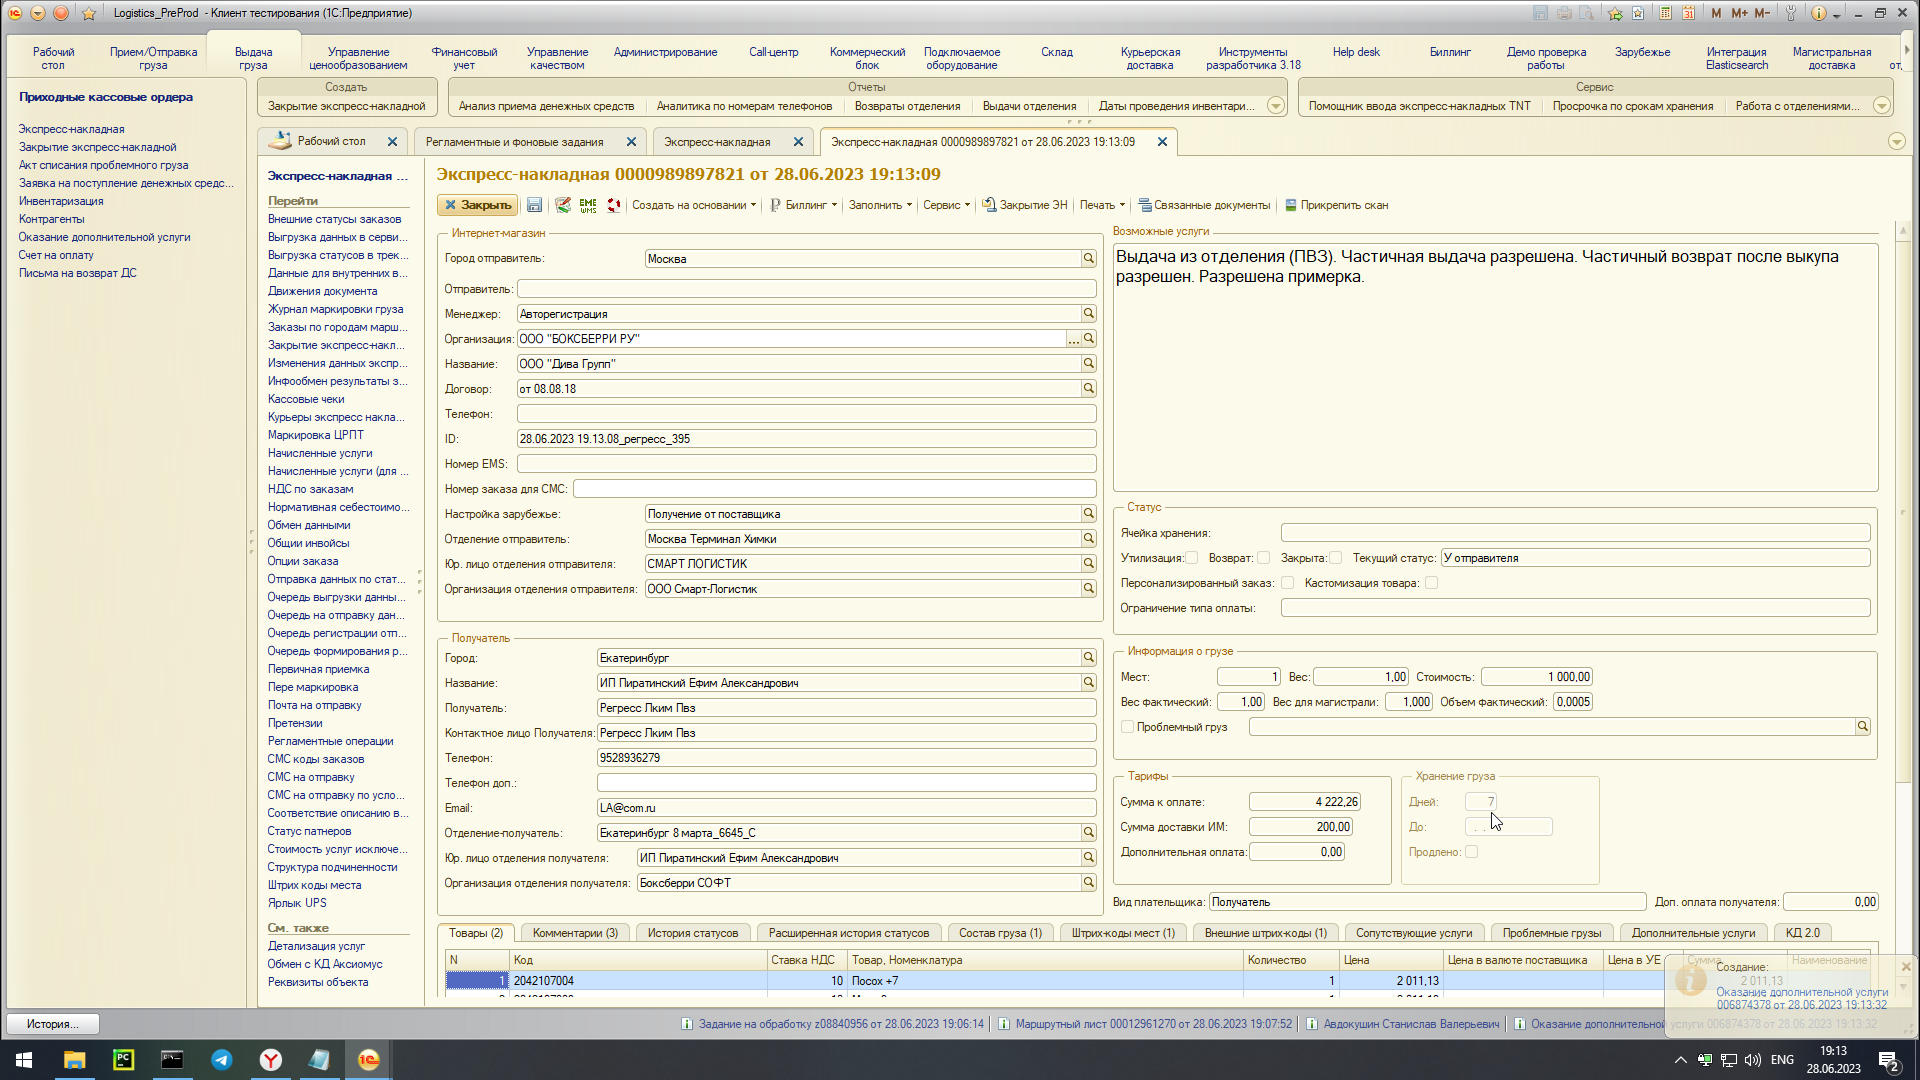 Logistics_PreProd - Клиент тестирования (1С:Предприятие)
M M+ M-
Рабочий стол
Прием/Отправка груза
Выдача груза
Управление ценообразованием
Финансовый учет
Управление качеством
Администрирование
Call-центр
Коммерческий блок
Подключаемое оборудование
Склад
Курьерская доставка
Инструменты разработчика 3.18
Help desk
Биллинг
Демо проверка работы
Зарубежье
Интеграция Elasticsearch
Магистральная доставка
от,
Создать
Закрытие экспресс-накладной
Отчеты
Анализ приема денежных средств
Аналитика по номерам телефонов
Возвраты отделения
Выдачи отделения
Даты проведения инвентари...
Сервис
Помощник ввода экспресс-накладных TNT
Просрочка по срокам хранения
Работа с отделениями...
Приходные кассовые ордера
Экспресс-накладная
Закрытие экспресс-накладной
Акт списания проблемного груза
Заявка на поступление денежных средс...
Инвентаризация
Контрагенты
Оказание дополнительной услуги
Счет на оплату
Письма на возврат ДС
Рабочий стол
Регламентные и фоновые задания
Экспресс-накладная
Экспресс-накладная 0000989897821 от 28.06.2023 19:13:09
Экспресс-накладная ...
Перейти
Внешние статусы заказов
Выгрузка данных в серви...
Выгрузка статусов в трек...
Данные для внутренних в...
Движения документа
Журнал маркировки груза
Заказы по городам марш...
Закрытие экспресс-накл...
Изменения данных экспр...
Инфообмен результаты з...
Кассовые чеки
Курьеры экспресс накла...
Маркировка ЦРПТ
Начисленные услуги
Начисленные услуги (для ...
НДС по заказам
Нормативная себестоимо...
Обмен данными
Общии инвойсы
Опции заказа
Отправка данных по стат...
Очередь выгрузки данны...
Очередь на отправку дан...
Очередь регистрации отп...
Очередь формирования р...
Первичная приемка
Пере маркировка
Почта на отправку
Претензии
Регламентные операции
СМС коды заказов
СМС на отправку
СМС на отправку по усло...
Соответствие описанию в...
Статус патнеров
Стоимость услуг исключе...
Структура подчиненности
Штрих коды места
Ярлык UPS
См. также
Детализация услуг
Обмен с КД Аксиомус
Реквизиты объекта
Экспресс-накладная 0000989897821 от 28.06.2023 19:13:09
Закрыть
EME WMS
Создать на основании
Биллинг
Заполнить
Сервис
Закрытие ЭН
Печать
Связанные документы
Прикрепить скан
Интернет-магазин
Город отправитель: Москва
Отправитель:
Менеджер: Авторегистрация
Организация: ООО "БОКСБЕРРИ РУ" ...
Название: ООО "Дива Групп"
Договор: от 08.08.18
Телефон:
ID: 28.06.2023 19.13.08_регресс_395
Номер EMS:
Номер заказа для СМС:
Настройка зарубежье: Получение от поставщика
Отделение отправитель: Москва Терминал Химки
Юр. лицо отделения отправителя: СМАРТ ЛОГИСТИК
Организация отделения отправителя: ООО Смарт-Логистик
Получатель
Город: Екатеринбург
Название: ИП Пиратинский Ефим Александрович
Получатель: Регресс Лким Пвз
Контактное лицо Получателя: Регресс Лким Пвз
Телефон: 9528936279
Телефон доп.:
Email: LA@com.ru
Отделение-получатель: Екатеринбург 8 марта_6645_С
Юр. лицо отделения получателя: ИП Пиратинский Ефим Александрович
Организация отделения получателя: Боксберри СОФТ
Возможные услуги
Выдача из отделения (ПВЗ). Частичная выдача разрешена. Частичный возврат после выкупа
разрешен. Разрешена примерка.
Статус
Ячейка хранения:
Утилизация: Возврат: Закрыта: Текущий статус: У отправителя
Персонализированный заказ: Кастомизация товара:
Ограничение типа оплаты:
Информация о грузе
Мест: 1 Вес: 1,00 Стоимость: 1 000,00
Вес фактический: 1,00 Вес для магистрали: 1,000 Объем фактический: 0,0005
Проблемный груз
Тарифы
Сумма к оплате: 4 222,26
Сумма доставки ИМ: 200,00
Дополнительная оплата: 0,00
Хранение груза
Дней: 7
До: . .
Продлено:
Вид плательщика: Получатель
Доп. оплата получателя: 0,00
Товары (2)
Комментарии (3)
История статусов
Расширенная история статусов
Состав груза (1)
Штрих-коды мест (1)
Внешние штрих-коды (1)
Сопутствующие услуги
Проблемные грузы
Дополнительные услуги
КД 2.0
N Код Ставка НДС Товар, Номенклатура Количество Цена Цена в валюте поставщика Цена в УЕ Сумма Наименование
1 2042107004 10 Посох +7 1 2 011,13 2 011,13
Создание:
Оказание дополнительной услуги
006874378 от 28.06.2023 19:13:32
История...
Задание на обработку z08840956 от 28.06.2023 19:06:14
Маршрутный лист 00012961270 от 28.06.2023 19:07:52
Авдокушин Станислав Валерьевич
Оказание дополнительной услуги 006874378 от 28.06.2023 19:13:32
PC
ENG
19:13
28.06.2023
2